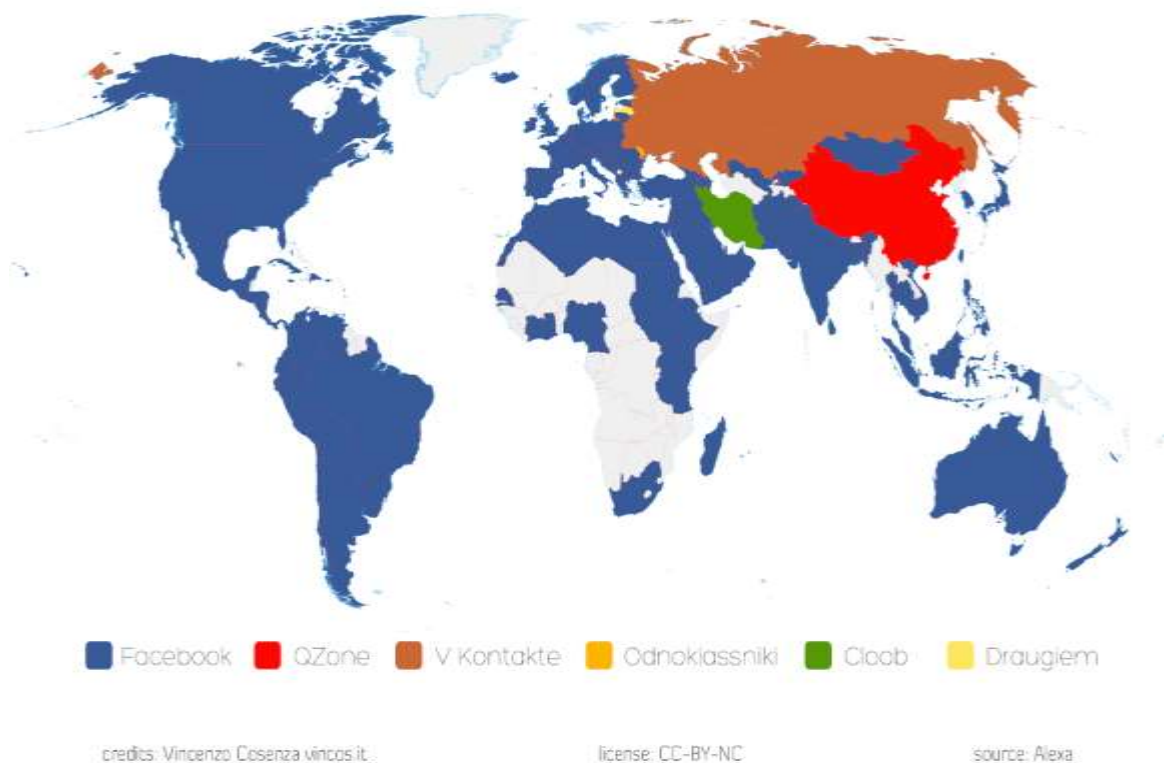 Facebook QZone V Kontakte Odnoklassniki Cloob Draugiem
credits: Vincenzo Cosenza vincos.it license: CC-BY-NC source: Alexa